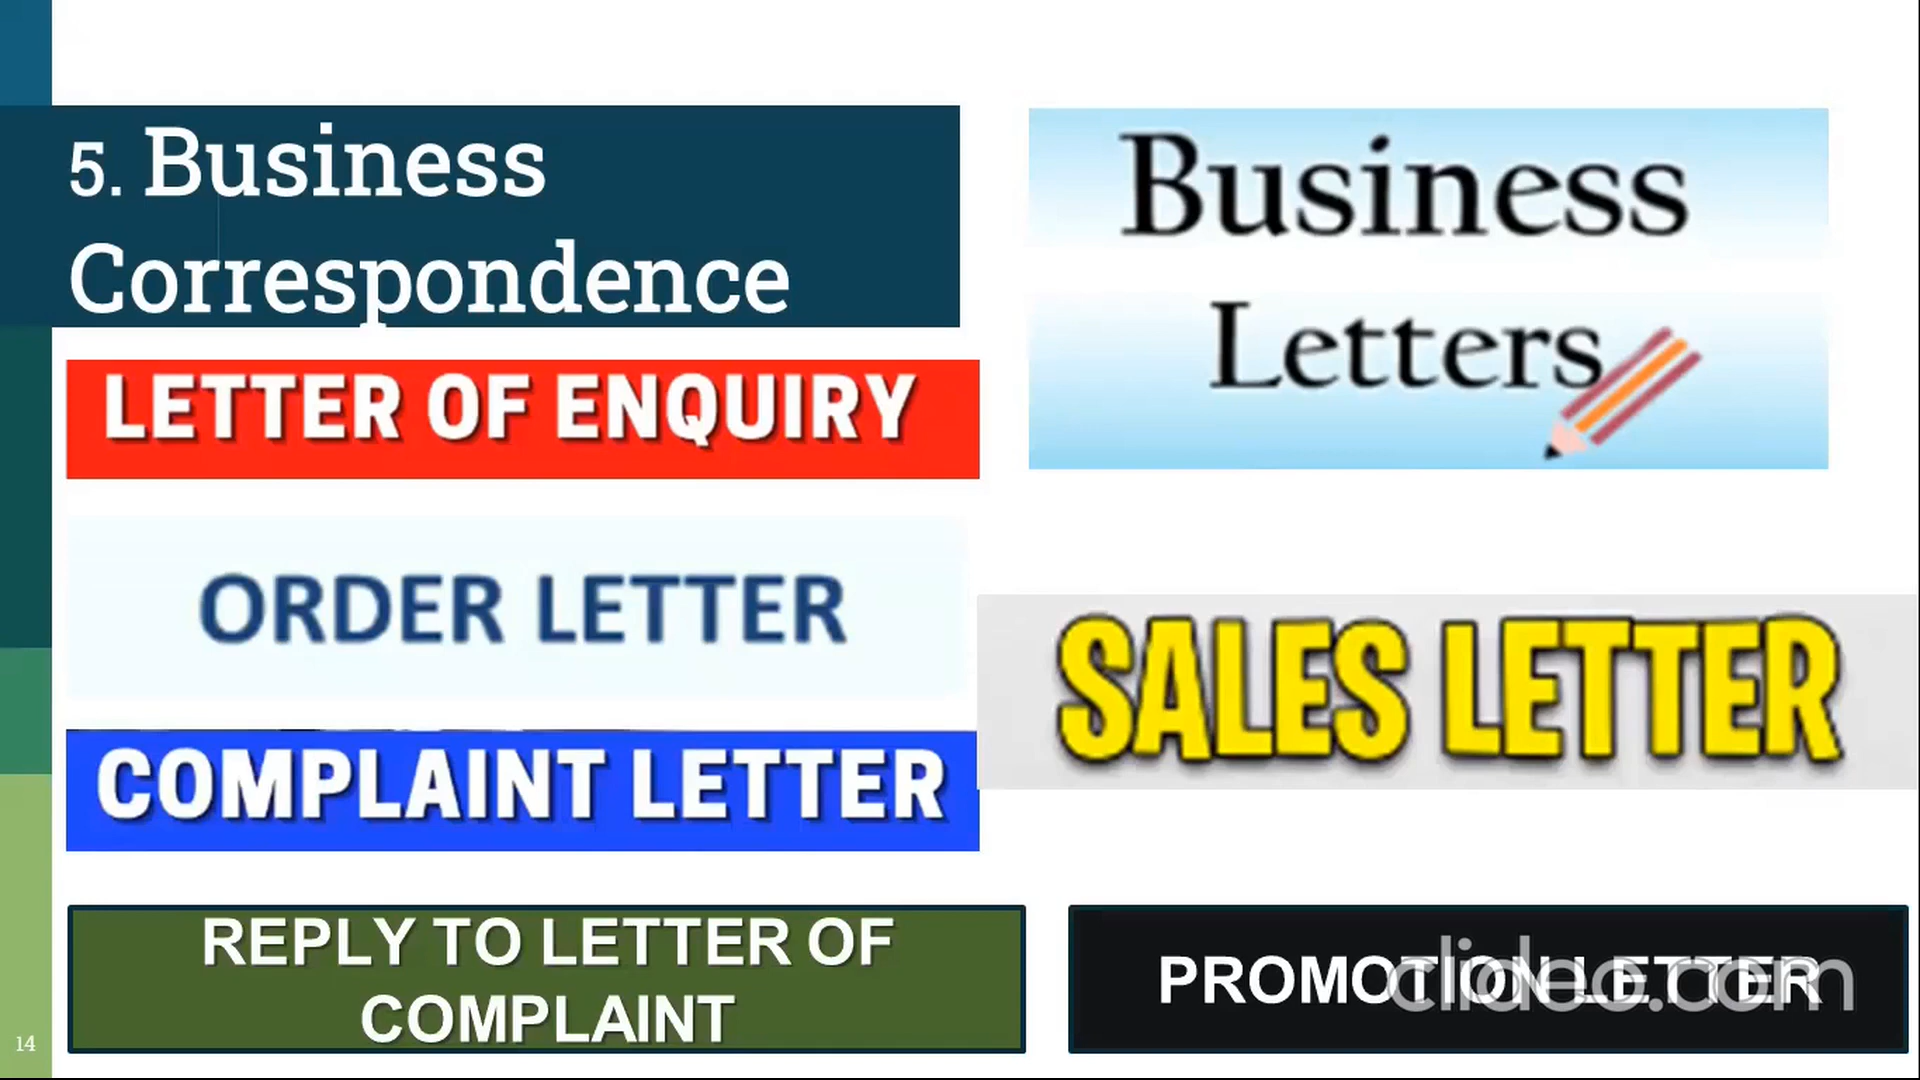 5. Business
Correspondence
Business
Letters
LETTER OF ENQUIRY
ORDER LETTER
SALES LETTER
COMPLAINT LETTER
REPLY TO LETTER OF
COMPLAINT
PROMOTION LETTER
clideo.com
14